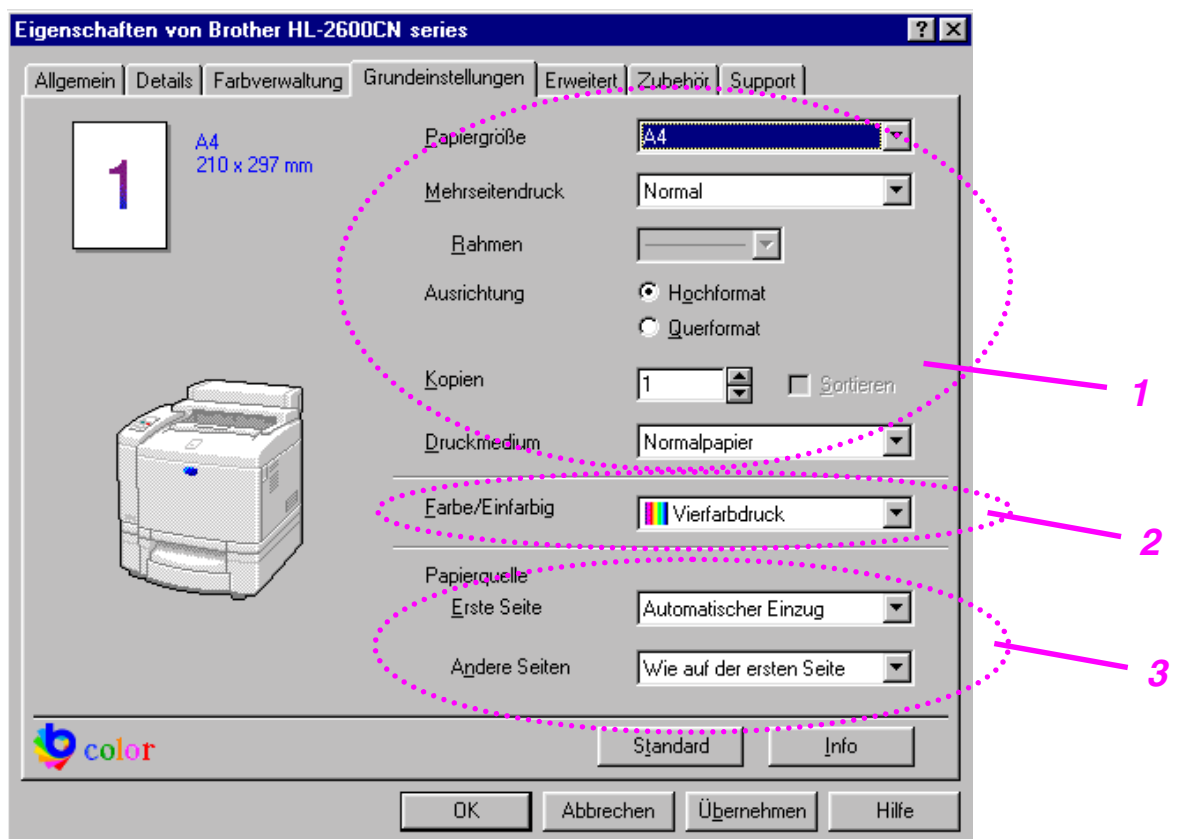 Eigenschaften von Brother HL-2600CN series
Allgemein Details Farbverwaltung Grundeinstellungen Erweitert Zubehör Support
1
A4
210 x 297 mm
Papiergröße A4
Mehrseitendruck Normal
Rahmen
Ausrichtung Hochformat
Querformat
Kopien 1 Sortieren
1
Druckmedium Normalpapier
Farbe/Einfarbig Vierfarbdruck
2
Papierquelle
Erste Seite Automatischer Einzug
Andere Seiten Wie auf der ersten Seite
3
b color
Standard Info
OK Abbrechen Übernehmen Hilfe